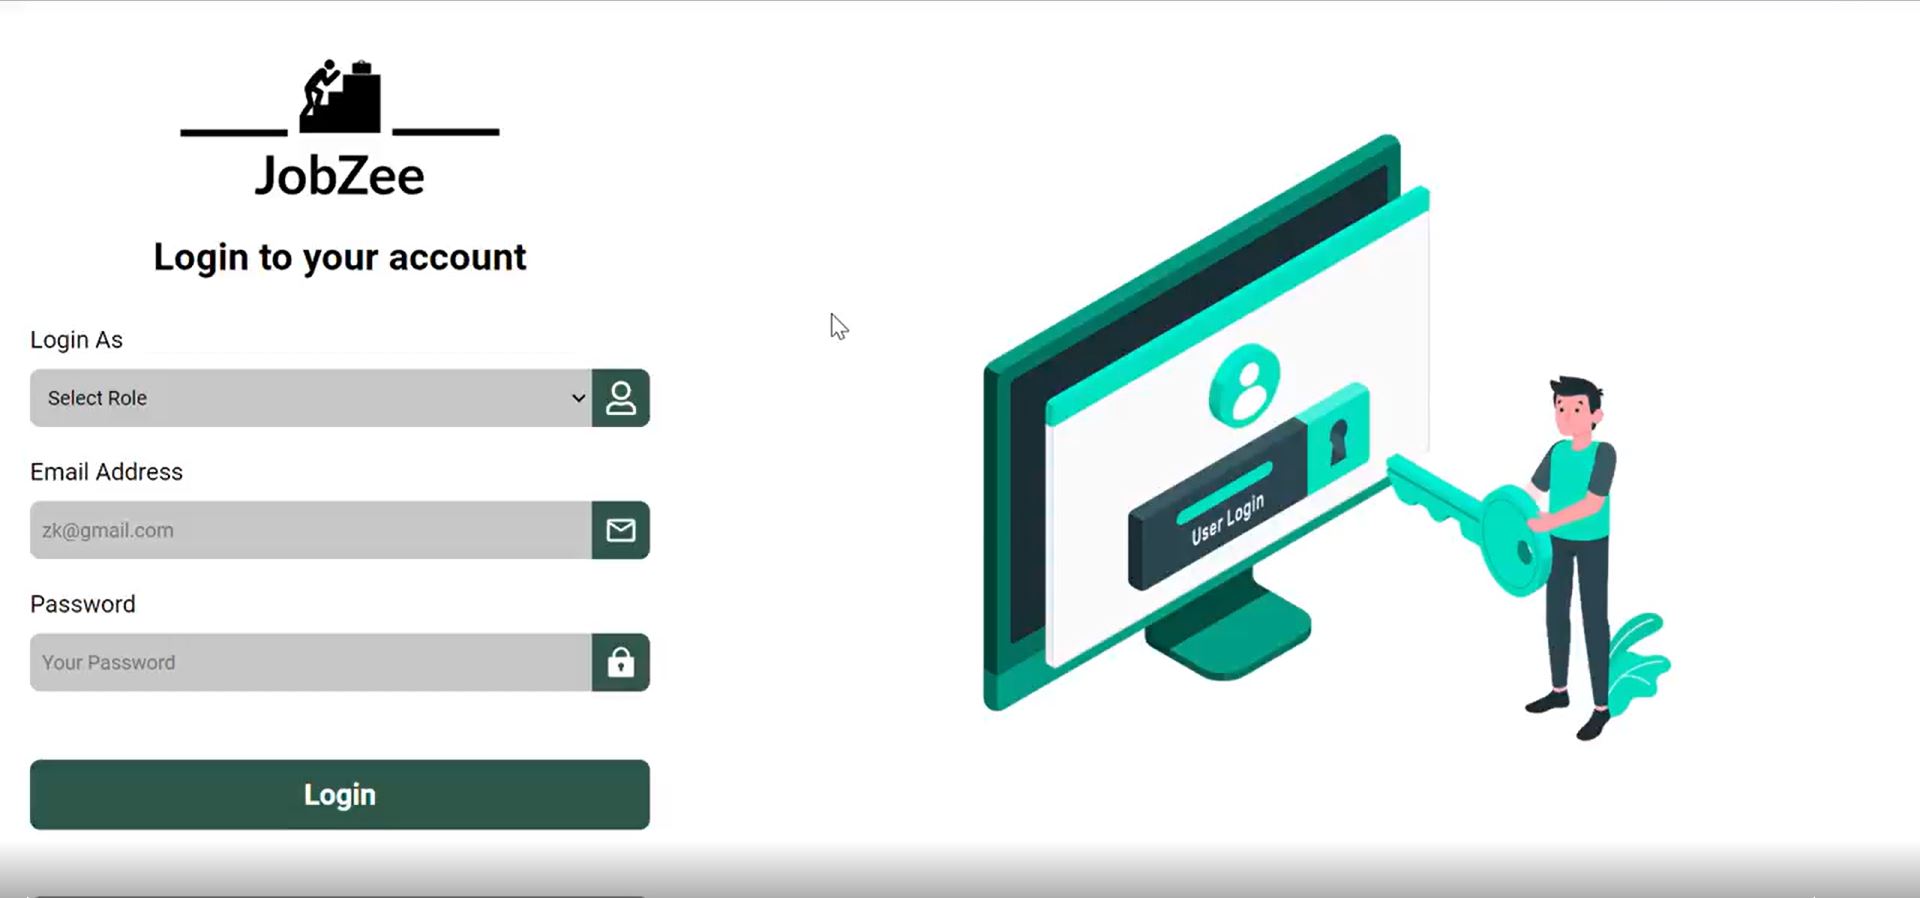 JobZee
Login to your account
Login As
Select Role
Email Address
zk@gmail.com
Password
Your Password
Login
User Login